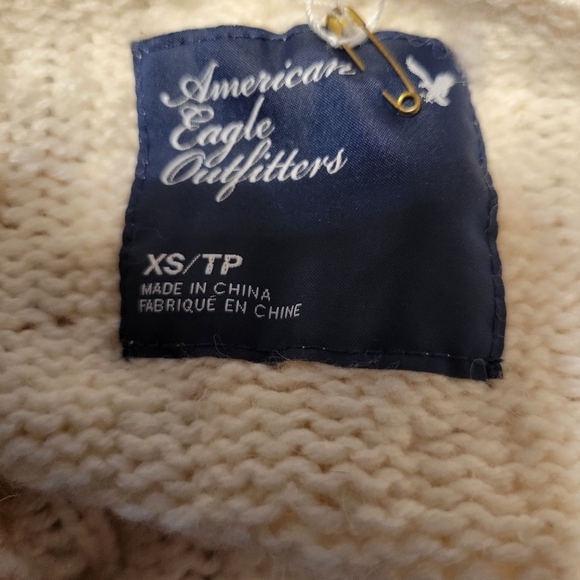 American
Eagle
Outfitters
XS/TP
MADE IN CHINA
FABRIQUÉ EN CHINE